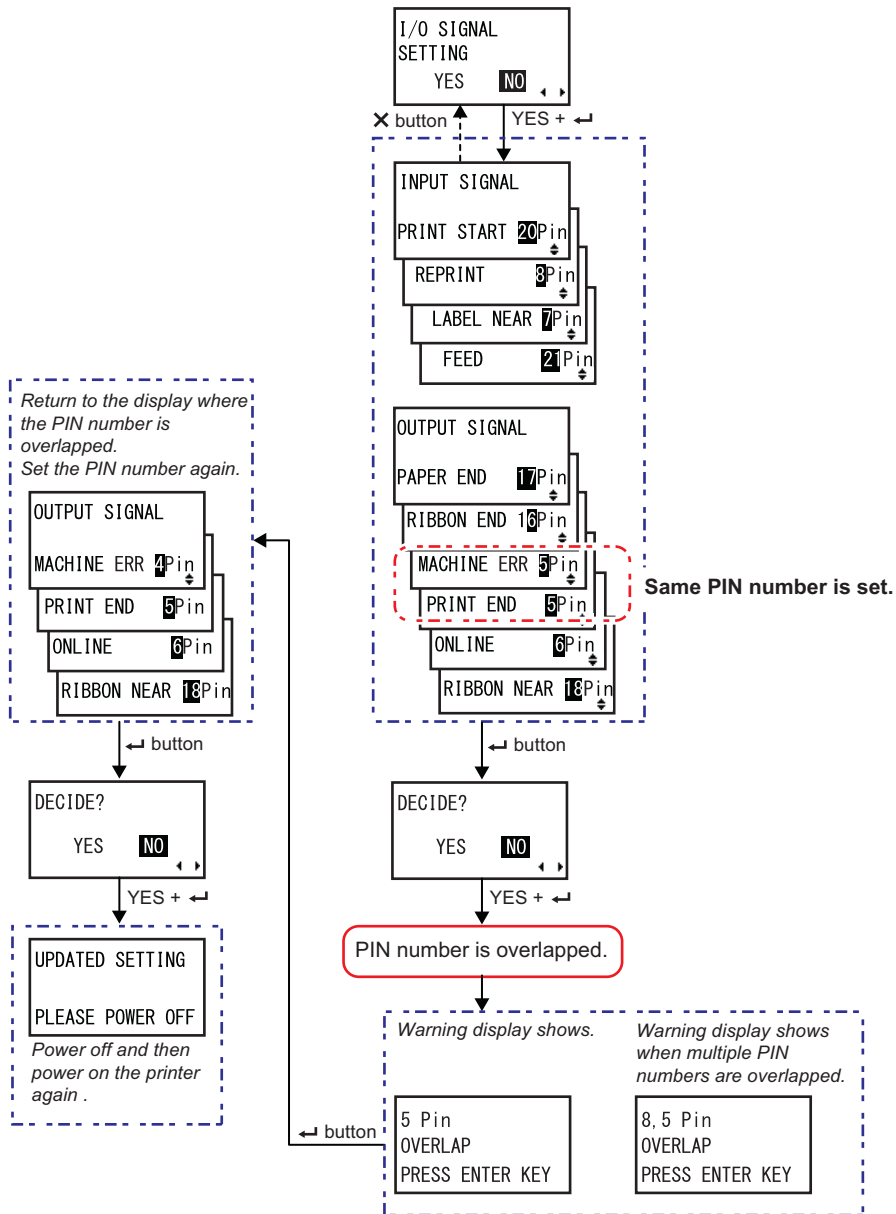 I/O SIGNAL
SETTING
YES NO
✕ button
YES + ↵
INPUT SIGNAL
PRINT START 20Pin
REPRINT 8Pin
LABEL NEAR 7Pin
FEED 21Pin
OUTPUT SIGNAL
PAPER END 17Pin
RIBBON END 16Pin
MACHINE ERR 5Pin
PRINT END 5Pin
ONLINE 6Pin
RIBBON NEAR 18Pin
Same PIN number is set.
↵ button
DECIDE?
YES NO
YES + ↵
PIN number is overlapped.
Warning display shows.
5 Pin
OVERLAP
PRESS ENTER KEY
Warning display shows
when multiple PIN
numbers are overlapped.
8,5 Pin
OVERLAP
PRESS ENTER KEY
↵ button
Return to the display where
the PIN number is
overlapped.
Set the PIN number again.
OUTPUT SIGNAL
MACHINE ERR 4Pin
PRINT END 5Pin
ONLINE 6Pin
RIBBON NEAR 18Pin
↵ button
DECIDE?
YES NO
YES + ↵
UPDATED SETTING
PLEASE POWER OFF
Power off and then
power on the printer
again .